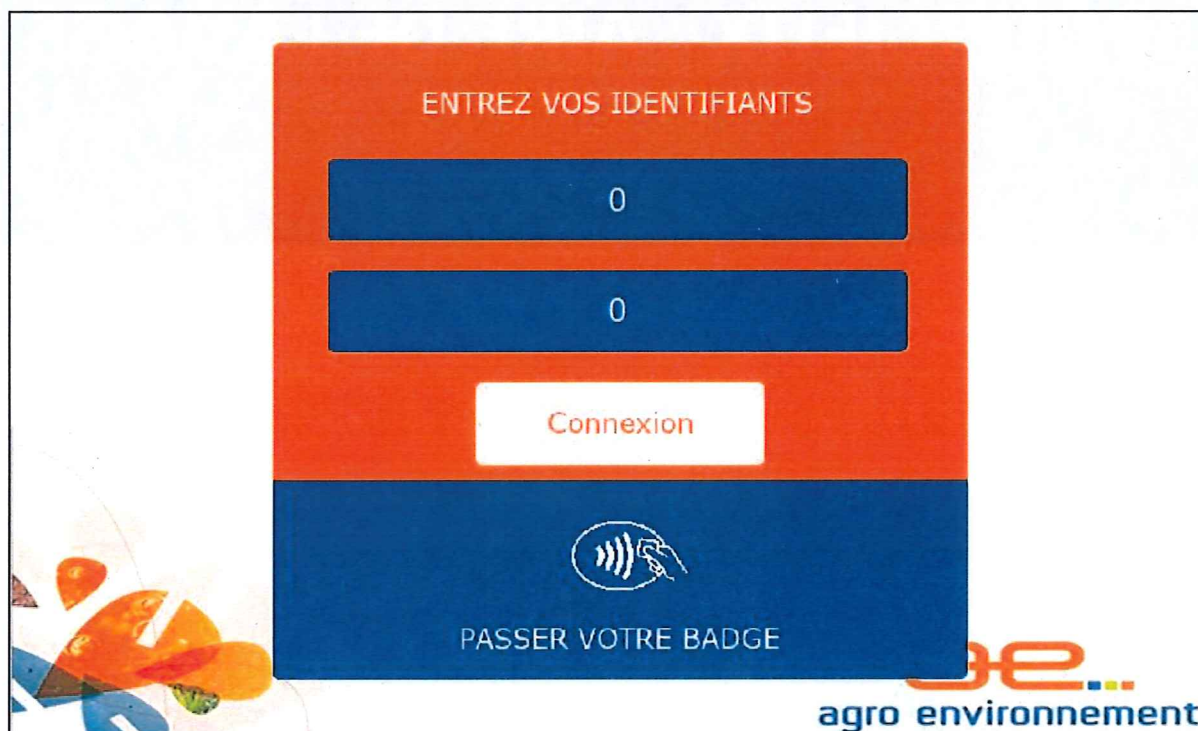 ENTREZ VOS IDENTIFIANTS
0
0
Connexion
PASSER VOTRE BADGE
ae...
agro environnement